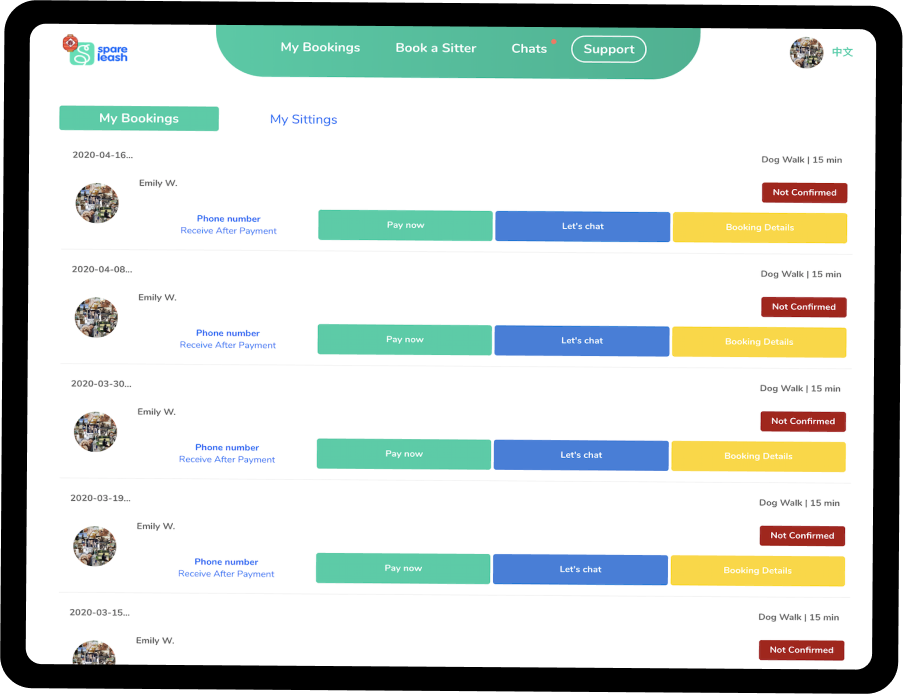 spare
leash
My Bookings
Book a Sitter
Chats
Support
中文
My Bookings
My Sittings
2020-04-16...
Dog Walk | 15 min
Emily W.
Not Confirmed
Phone number
Receive After Payment
Pay now
Let's chat
Booking Details
2020-04-08...
Dog Walk | 15 min
Emily W.
Not Confirmed
Phone number
Receive After Payment
Pay now
Let's chat
Booking Details
2020-03-30...
Dog Walk | 15 min
Emily W.
Not Confirmed
Phone number
Receive After Payment
Pay now
Let's chat
Booking Details
2020-03-19...
Dog Walk | 15 min
Emily W.
Not Confirmed
Phone number
Receive After Payment
Pay now
Let's chat
Booking Details
2020-03-15...
Dog Walk | 15 min
Emily W.
Not Confirmed